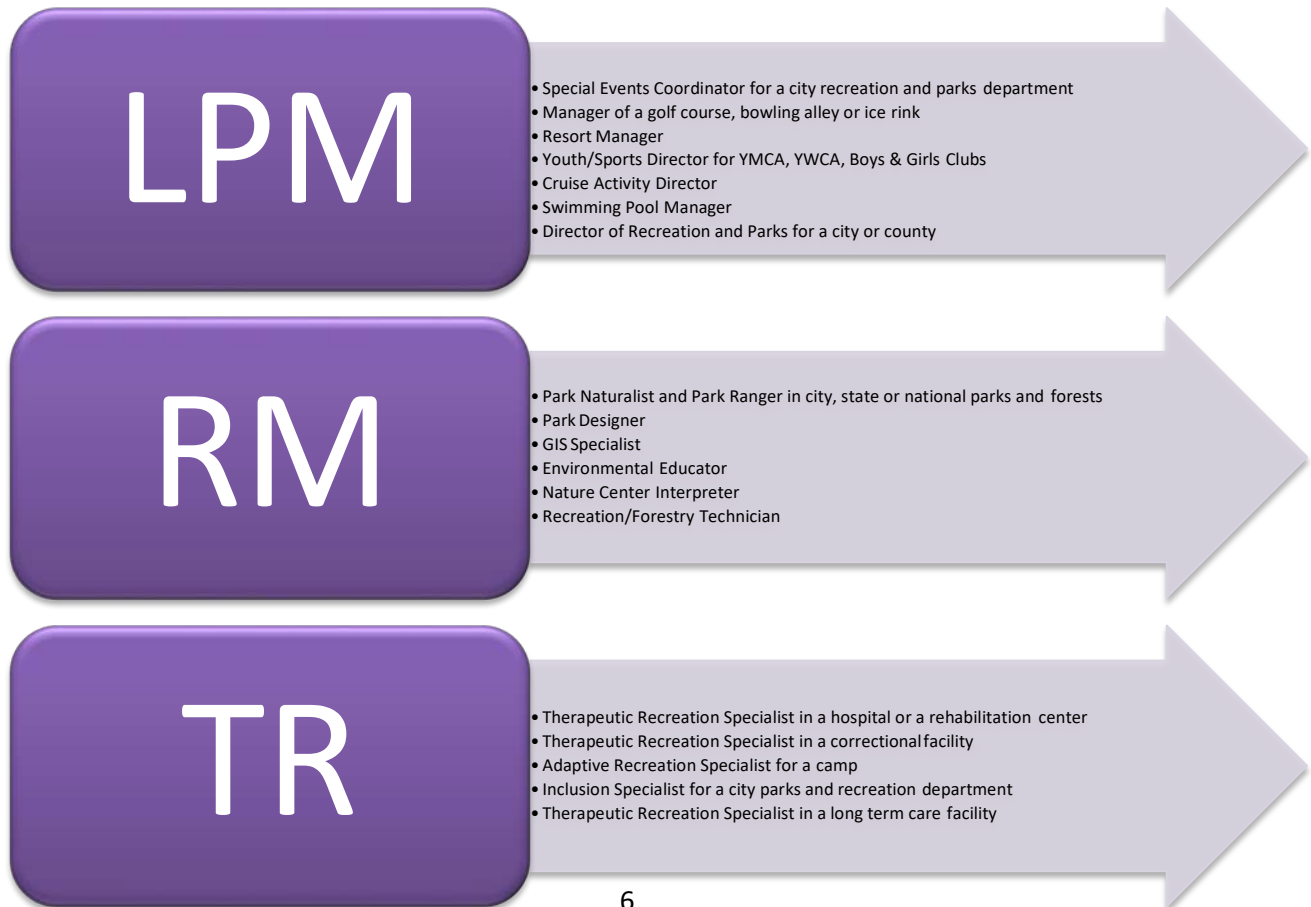 LPM
• Special Events Coordinator for a city recreation and parks department
• Manager of a golf course, bowling alley or ice rink
• Resort Manager
• Youth/Sports Director for YMCA, YWCA, Boys & Girls Clubs
• Cruise Activity Director
• Swimming Pool Manager
• Director of Recreation and Parks for a city or county
RM
• Park Naturalist and Park Ranger in city, state or national parks and forests
• Park Designer
• GIS Specialist
• Environmental Educator
• Nature Center Interpreter
• Recreation/Forestry Technician
TR
• Therapeutic Recreation Specialist in a hospital or a rehabilitation center
• Therapeutic Recreation Specialist in a correctional facility
• Adaptive Recreation Specialist for a camp
• Inclusion Specialist for a city parks and recreation department
• Therapeutic Recreation Specialist in a long term care facility
6